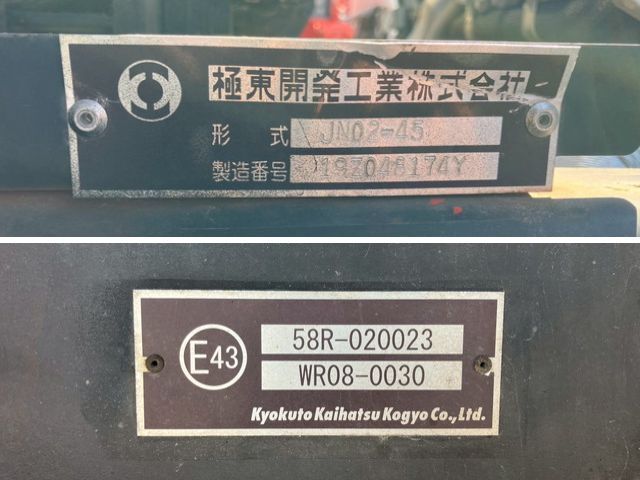 極東開発工業株式会社
形 式 JN02-45
製造番号 19Z048174Y
E43
58R-020023
WR08-0030
Kyokuto Kaihatsu Kogyo Co.,Ltd.